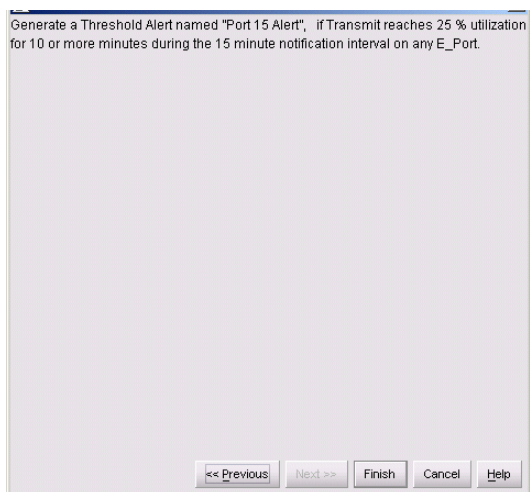 Generate a Threshold Alert named "Port 15 Alert",  if Transmit reaches 25 % utilization
for 10 or more minutes during the 15 minute notification interval on any E_Port.
<< Previous  Next >>  Finish  Cancel  Help